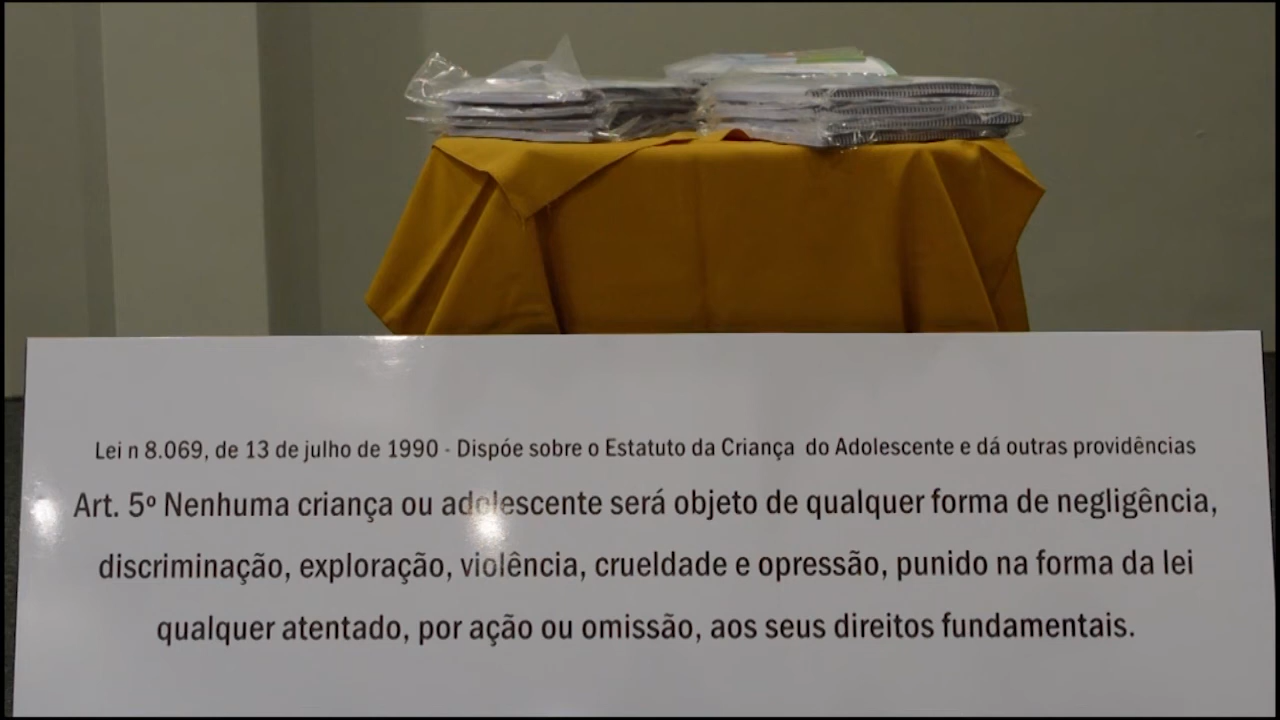 Lei n 8.069, de 13 de julho de 1990 - Dispõe sobre o Estatuto da Criança do Adolescente e dá outras providências
Art. 5º Nenhuma criança ou adolescente será objeto de qualquer forma de negligência,
discriminação, exploração, violência, crueldade e opressão, punido na forma da lei
qualquer atentado, por ação ou omissão, aos seus direitos fundamentais.